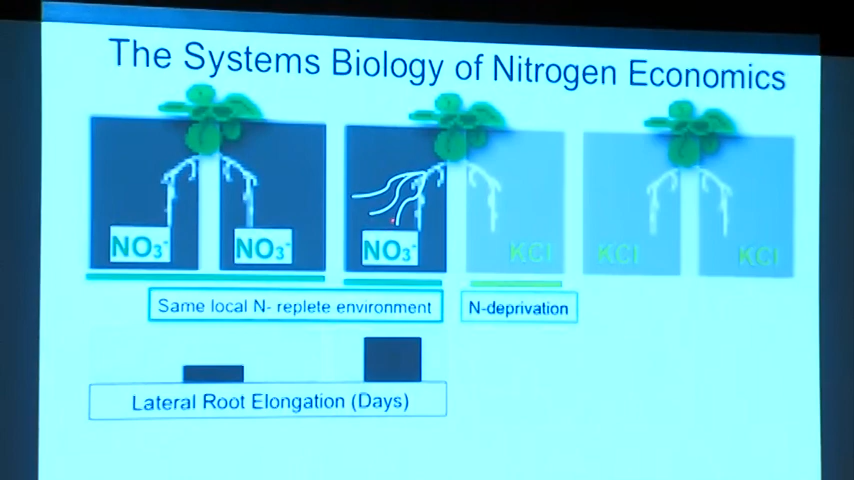 The Systems Biology of Nitrogen Economics
NO₃⁻ NO₃⁻ NO₃⁻ KCl KCl KCl
Same local N- replete environment
N-deprivation
Lateral Root Elongation (Days)